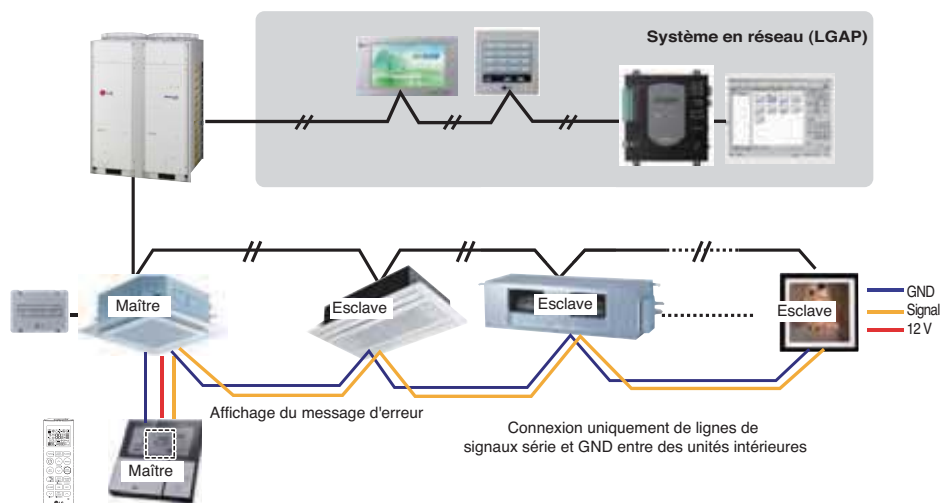 Système en réseau (LGAP)
LG
Maître
Esclave
Esclave
Esclave
GND
Signal
12 V
Affichage du message d'erreur
Connexion uniquement de lignes de
signaux série et GND entre des unités intérieures
Maître